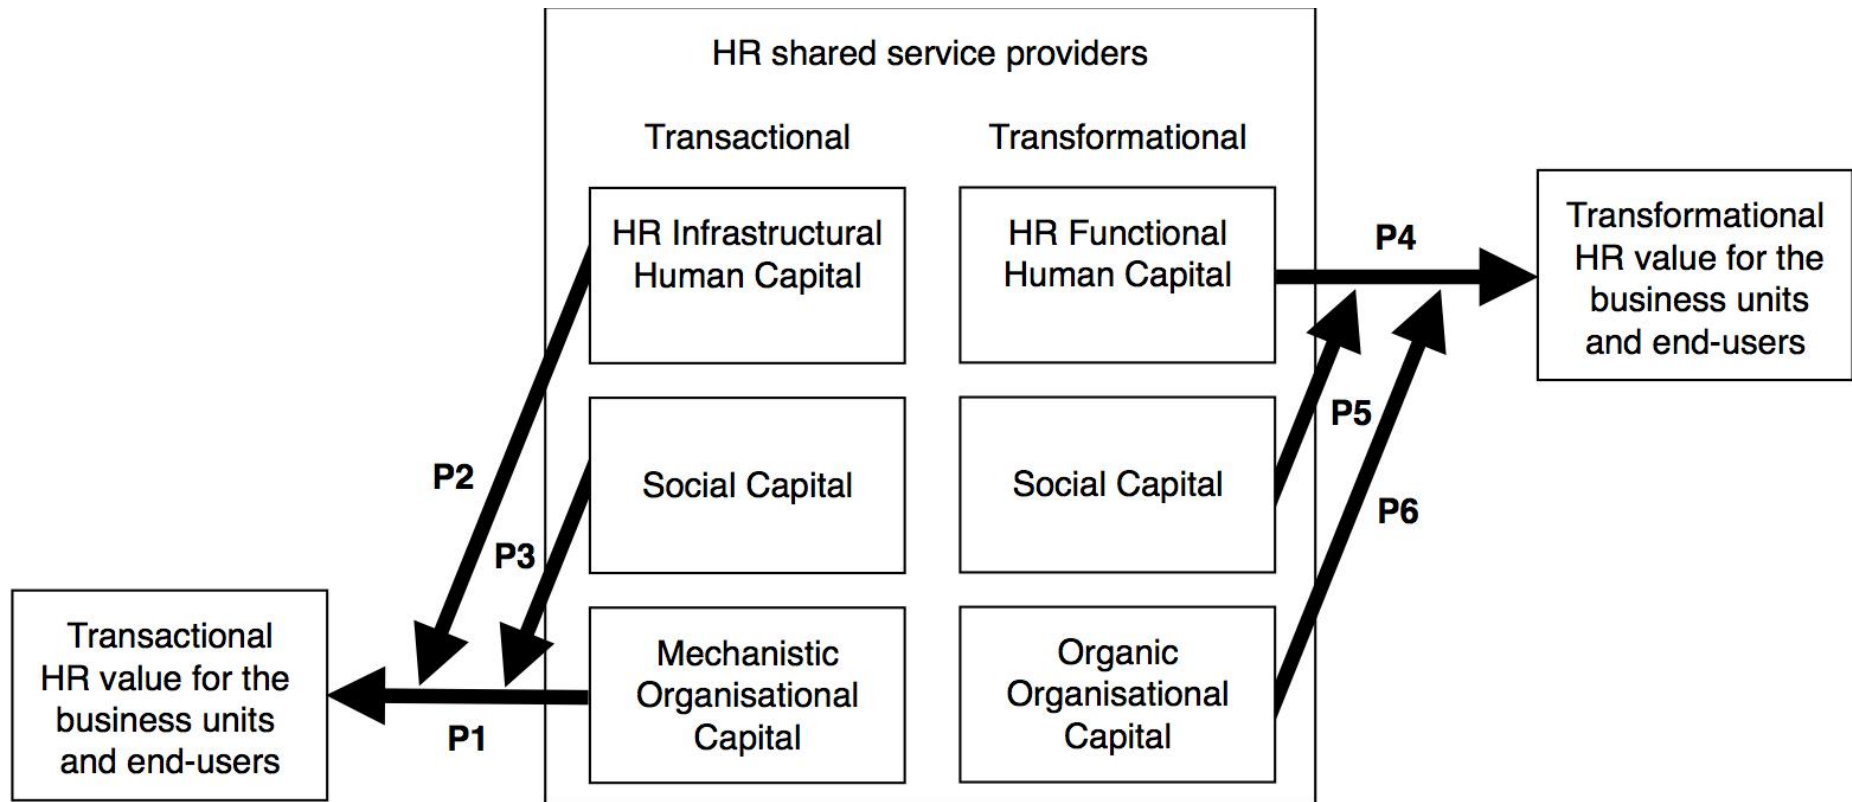 HR shared service providers
Transactional
Transformational
HR Infrastructural
Human Capital
HR Functional
Human Capital
P4
Transformational
HR value for the
business units
and end-users
P5
P2
Social Capital
Social Capital
P6
P3
Transactional
HR value for the
business units
and end-users
P1
Mechanistic
Organisational
Capital
Organic
Organisational
Capital